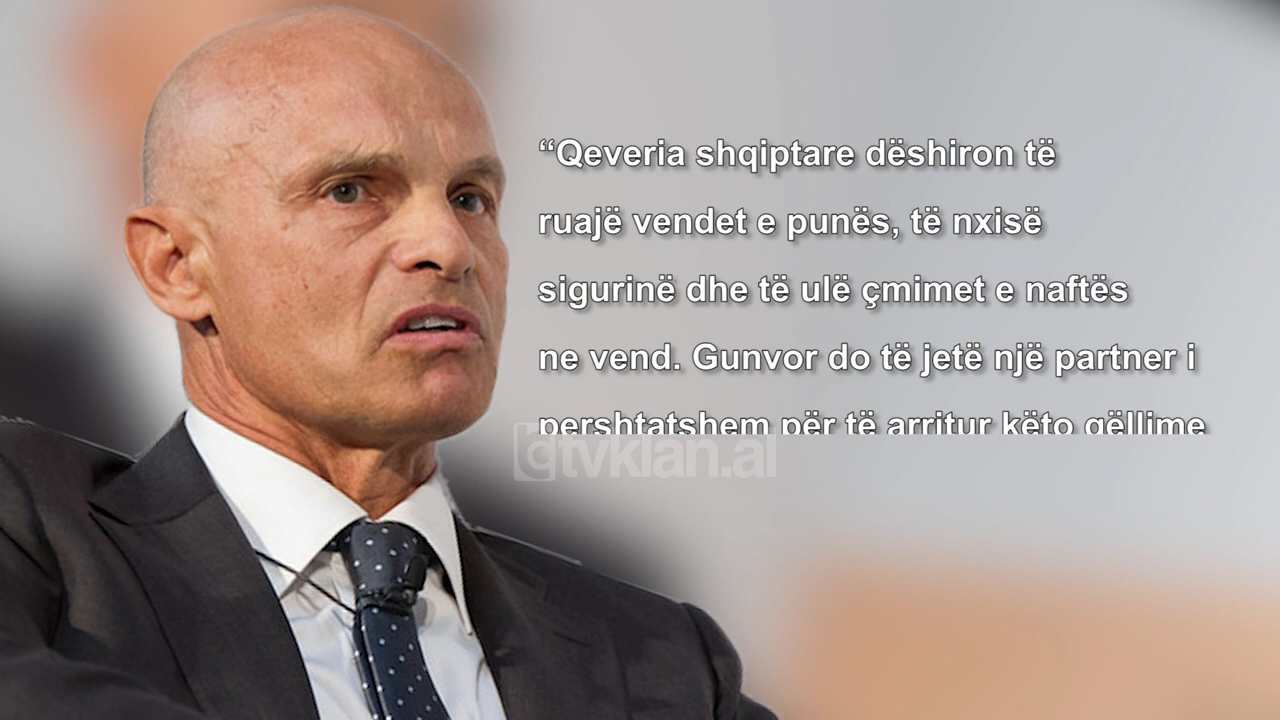 “Qeveria shqiptare dëshiron të
ruajë vendet e punës, të nxisë
sigurinë dhe të ulë çmimet e naftës
ne vend. Gunvor do të jetë një partner i
pershtatshem për të arritur këto qëllime
tvklan.al